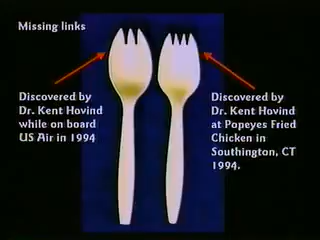 Missing links
Discovered by
Dr. Kent Hovind
while on board
US Air in 1994
Discovered by
Dr. Kent Hovind
at Popeyes Fried
Chicken in
Southington, CT
1994.